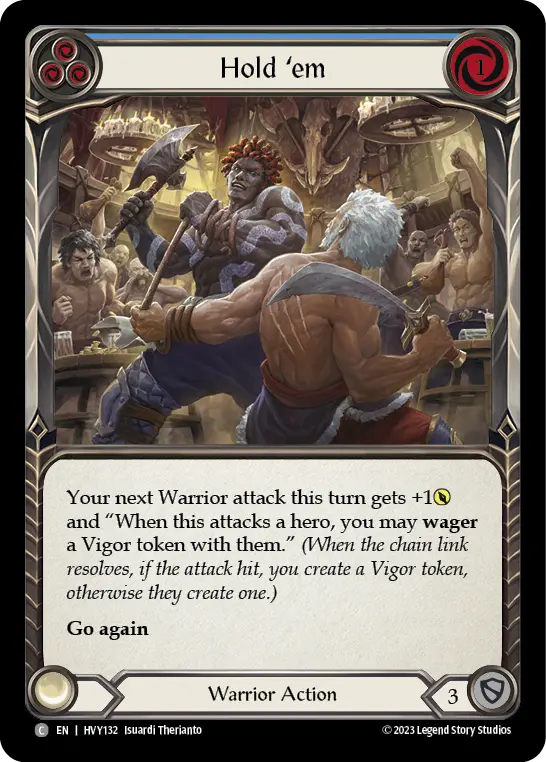 Hold ‘em
1
Your next Warrior attack this turn gets +1
and “When this attacks a hero, you may wager
a Vigor token with them.” (When the chain link
resolves, if the attack hit, you create a Vigor token,
otherwise they create one.)
Go again
Warrior Action
3
C EN | HVY132 Isuardi Therianto
© 2023 Legend Story Studios